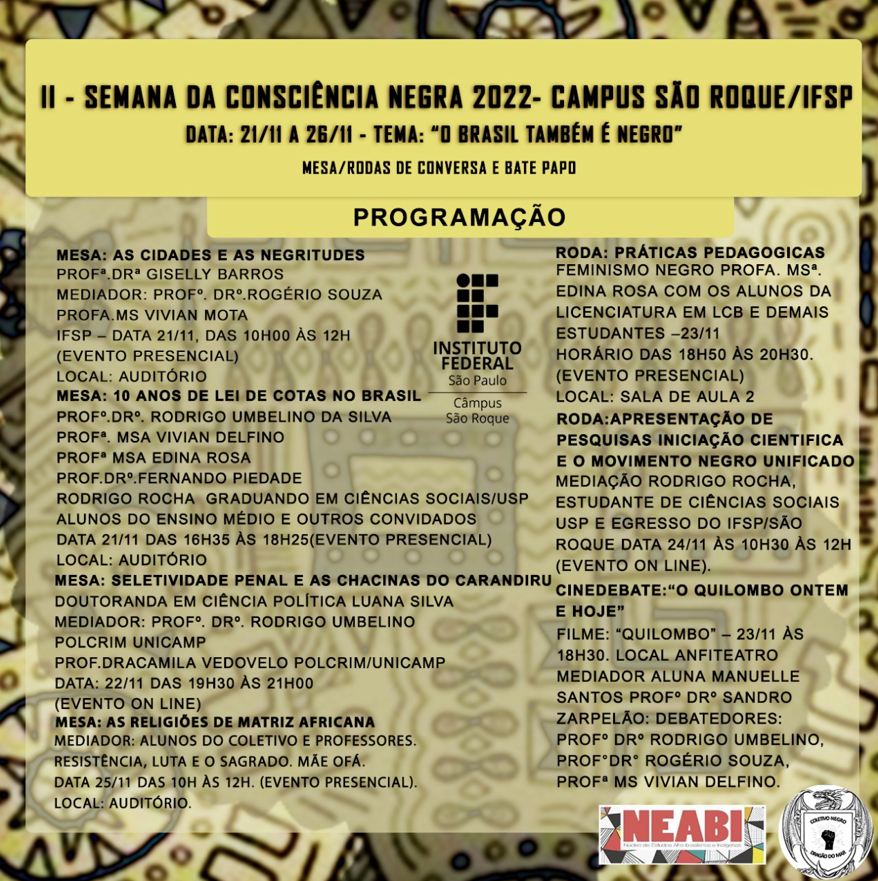 II - SEMANA DA CONSCIÊNCIA NEGRA 2022- CAMPUS SÃO ROQUE/IFSP
DATA: 21/11 A 26/11 - TEMA: "O BRASIL TAMBÉM É NEGRO"
MESA/RODAS DE CONVERSA E BATE PAPO
PROGRAMAÇÃO
MESA: AS CIDADES E AS NEGRITUDES
PROFª.DRª GISELLY BARROS
MEDIADOR: PROFº. DRº.ROGÉRIO SOUZA
PROFA.MS VIVIAN MOTA
IFSP – DATA 21/11, DAS 10H00 ÀS 12H
(EVENTO PRESENCIAL)
LOCAL: AUDITÓRIO
MESA: 10 ANOS DE LEI DE COTAS NO BRASIL
PROFº.DRº. RODRIGO UMBELINO DA SILVA
PROFª. MSA VIVIAN DELFINO
PROFª MSA EDINA ROSA
PROF.DRº.FERNANDO PIEDADE
RODRIGO ROCHA  GRADUANDO EM CIÊNCIAS SOCIAIS/USP
ALUNOS DO ENSINO MÉDIO E OUTROS CONVIDADOS
DATA 21/11 DAS 16H35 ÀS 18H25(EVENTO PRESENCIAL)
LOCAL: AUDITÓRIO
MESA: SELETIVIDADE PENAL E AS CHACINAS DO CARANDIRU
DOUTORANDA EM CIÊNCIA POLÍTICA LUANA SILVA
MEDIADOR: PROFº. DRº. RODRIGO UMBELINO
POLCRIM UNICAMP
PROF.DRACAMILA VEDOVELO POLCRIM/UNICAMP
DATA: 22/11 DAS 19H30 ÀS 21H00
(EVENTO ON LINE)
MESA: AS RELIGIÕES DE MATRIZ AFRICANA
MEDIADOR: ALUNOS DO COLETIVO E PROFESSORES.
RESISTÊNCIA, LUTA E O SAGRADO. MÃE OFÁ.
DATA 25/11 DAS 10H ÀS 12H. (EVENTO PRESENCIAL).
LOCAL: AUDITÓRIO.
INSTITUTO
FEDERAL
São Paulo
Câmpus
São Roque
RODA: PRÁTICAS PEDAGOGICAS
FEMINISMO NEGRO PROFA. MSª.
EDINA ROSA COM OS ALUNOS DA
LICENCIATURA EM LCB E DEMAIS
ESTUDANTES –23/11
HORÁRIO DAS 18H50 ÀS 20H30.
(EVENTO PRESENCIAL)
LOCAL: SALA DE AULA 2
RODA:APRESENTAÇÃO DE
PESQUISAS INICIAÇÃO CIENTIFICA
E O MOVIMENTO NEGRO UNIFICADO
MEDIAÇÃO RODRIGO ROCHA,
ESTUDANTE DE CIÊNCIAS SOCIAIS
USP E EGRESSO DO IFSP/SÃO
ROQUE DATA 24/11 ÀS 10H30 ÀS 12H
(EVENTO ON LINE).
CINEDEBATE:"O QUILOMBO ONTEM
E HOJE"
FILME: "QUILOMBO" – 23/11 ÀS
18H30. LOCAL ANFITEATRO
MEDIADOR ALUNA MANUELLE
SANTOS PROFº DRº SANDRO
ZARPELÃO: DEBATEDORES:
PROFº DRº RODRIGO UMBELINO,
PROF°DR° ROGÉRIO SOUZA,
PROFª MS VIVIAN DELFINO.
NEABI
Núcleo de Estudos Afro-Brasileiros e Indígenas
COLETIVO NEGRO
DRAGÃO DO MAR